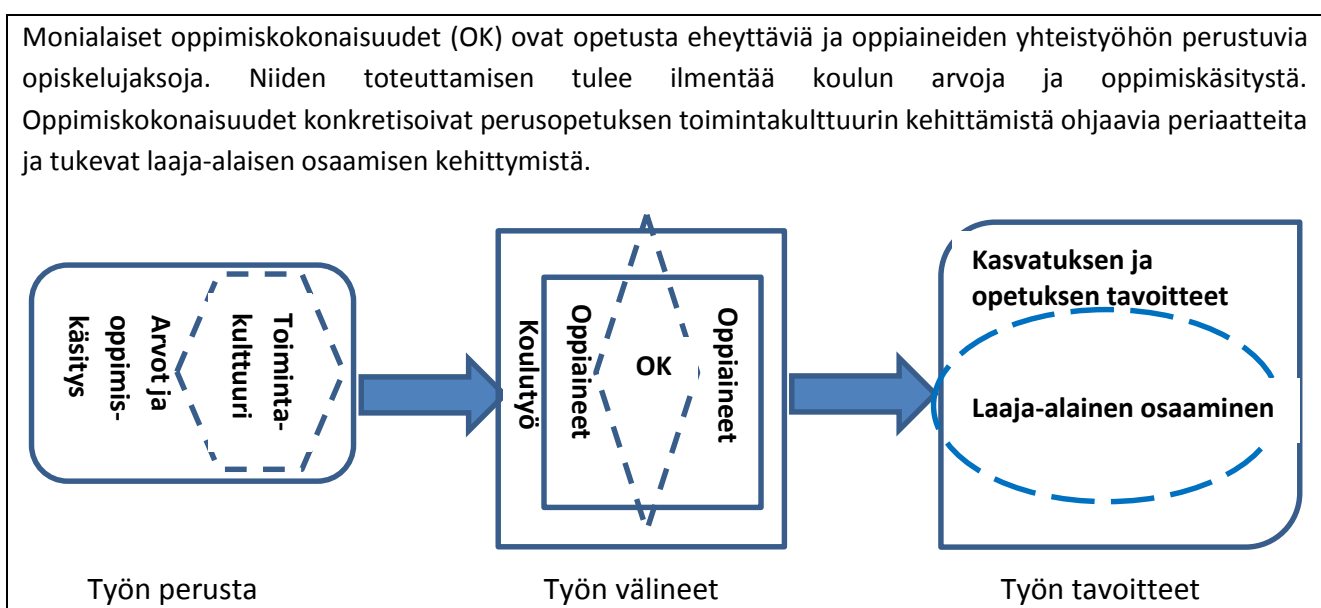 Monialaiset oppimiskokonaisuudet (OK) ovat opetusta eheyttäviä ja oppiaineiden yhteistyöhön perustuvia
opiskelujaksoja. Niiden toteuttamisen tulee ilmentää koulun arvoja ja oppimiskäsitystä.
Oppimiskokonaisuudet konkretisoivat perusopetuksen toimintakulttuurin kehittämistä ohjaavia periaatteita
ja tukevat laaja-alaisen osaamisen kehittymistä.
Toiminta-
kulttuuri
Arvot ja
oppimis-
käsitys
Koulutyö
Oppiaineet
OK
Oppiaineet
Kasvatuksen ja
opetuksen tavoitteet
Laaja-alainen osaaminen
Työn perusta
Työn välineet
Työn tavoitteet